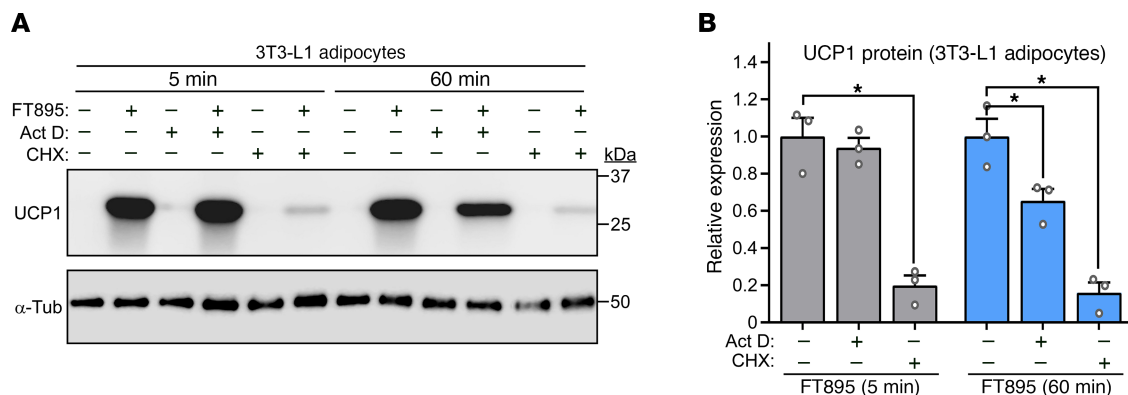 A
3T3-L1 adipocytes
5 min 60 min
FT895: – + – + – + – + – + – +
Act D: – – + + – – – – + + – –
CHX: – – – – + + – – – – + +
kDa
37
UCP1
25
α-Tub
50
B
UCP1 protein (3T3-L1 adipocytes)
Relative expression
1.4
1.2
1.0
0.8
0.6
0.4
0.2
0
* * *
Act D: – + – – + –
CHX: – – + – – +
FT895 (5 min) FT895 (60 min)